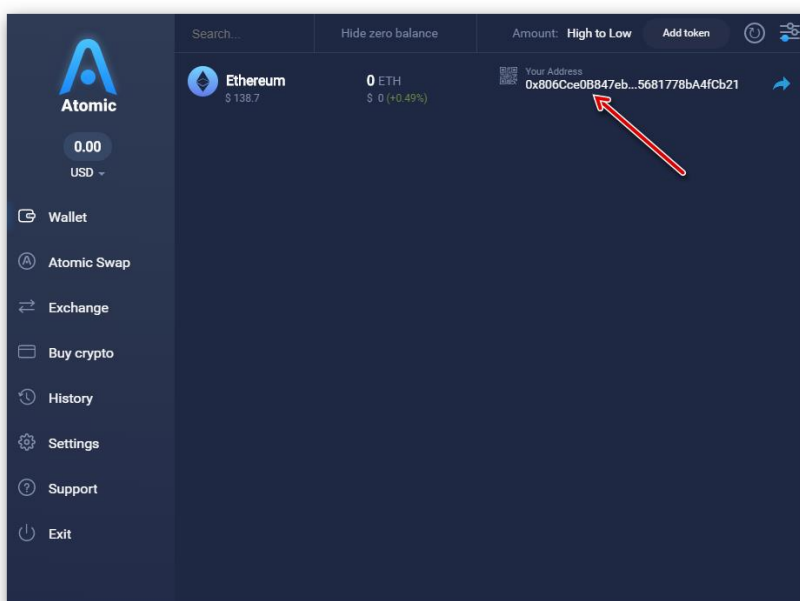 Search...
Hide zero balance
Amount: High to Low
Add token
Atomic
0.00
USD
Wallet
Atomic Swap
Exchange
Buy crypto
History
Settings
Support
Exit
Ethereum
$ 138.7
0 ETH
$ 0 (+0.49%)
Your Address
0x806Cce0B847eb...5681778bA4fCb21